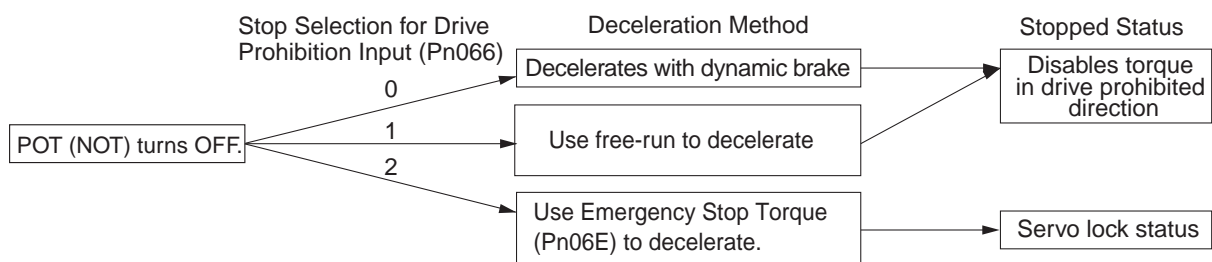 Stop Selection for Drive
Prohibition Input (Pn066)
Deceleration Method
Stopped Status
POT (NOT) turns OFF.
0
Decelerates with dynamic brake
Disables torque
in drive prohibited
direction
1
Use free-run to decelerate
2
Use Emergency Stop Torque
(Pn06E) to decelerate.
Servo lock status